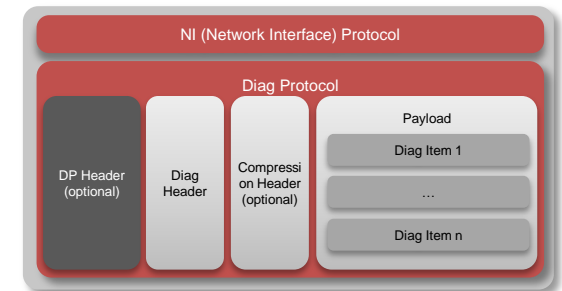 NI (Network Interface) Protocol
Diag Protocol
DP Header
(optional)
Diag
Header
Compressi
on Header
(optional)
Payload
Diag Item 1
…
Diag Item n